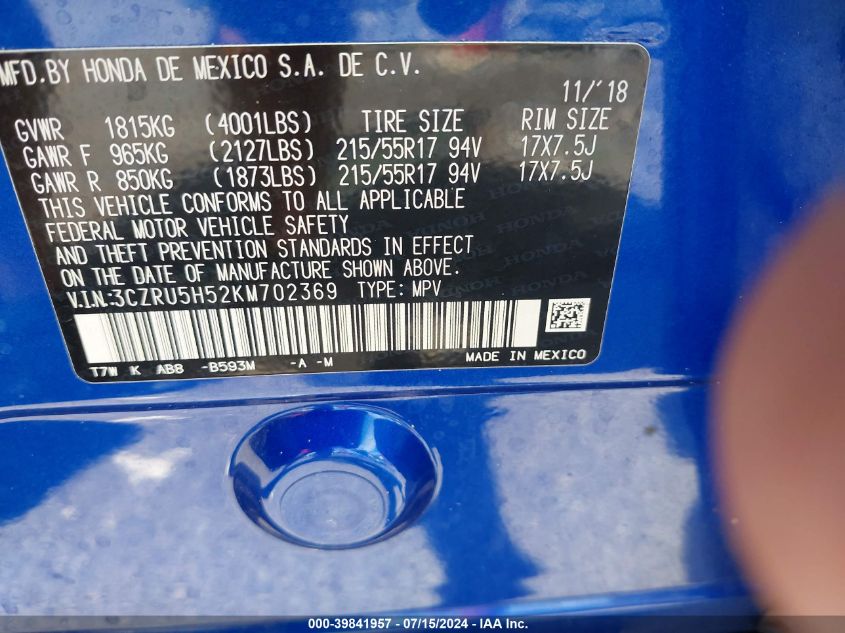 MFD.BY HONDA DE MEXICO S.A. DE C.V.
11/'18
GVWR 1815KG (4001LBS) TIRE SIZE RIM SIZE
GAWR F 965KG (2127LBS) 215/55R17 94V 17X7.5J
GAWR R 850KG (1873LBS) 215/55R17 94V 17X7.5J
THIS VEHICLE CONFORMS TO ALL APPLICABLE
FEDERAL MOTOR VEHICLE SAFETY
AND THEFT PREVENTION STANDARDS IN EFFECT
ON THE DATE OF MANUFACTURE SHOWN ABOVE.
V.I.N:3CZRU5H52KM702369 TYPE: MPV
T7W K AB8 -B593M -A -M MADE IN MEXICO
000-39841957 - 07/15/2024 - IAA Inc.